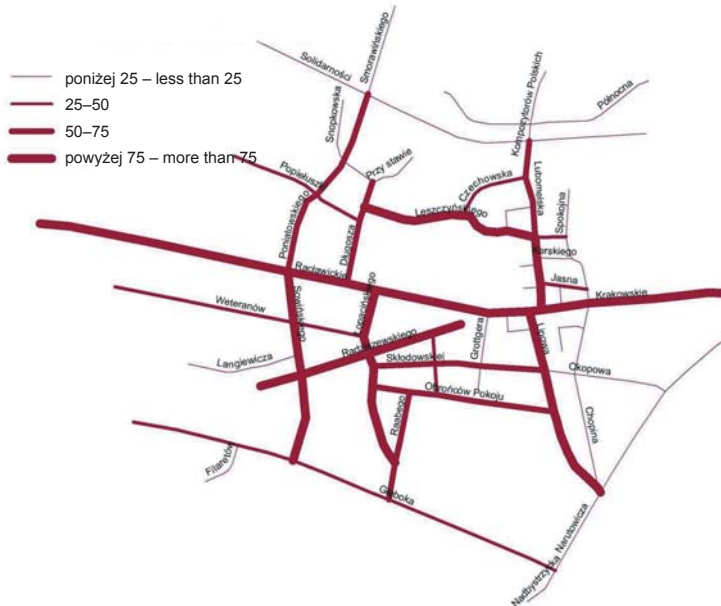 poniżej 25 – less than 25
25–50
50–75
powyżej 75 – more than 75
Solidarności
Smorawińskiego
Kompozytorów Polskich
Północna
Snopkowska
Przy stawie
Popiełuszki
Czechowska
Lubomelska
Leszczyńskiego
Spokojna
Poniatowskiego
Długosza
Karskiego
Racławickie
Jasna
Krakowskie
Łopacińskiego
Sowińskiego
Weteranów
Radziszewskiego
Grottgera
Lipowa
Langiewicza
Skłodowskiej
Okopowa
Obrońców Pokoju
Raabego
Chopina
Filaretów
Głęboka
Nadbystrzycka
Narutowicza